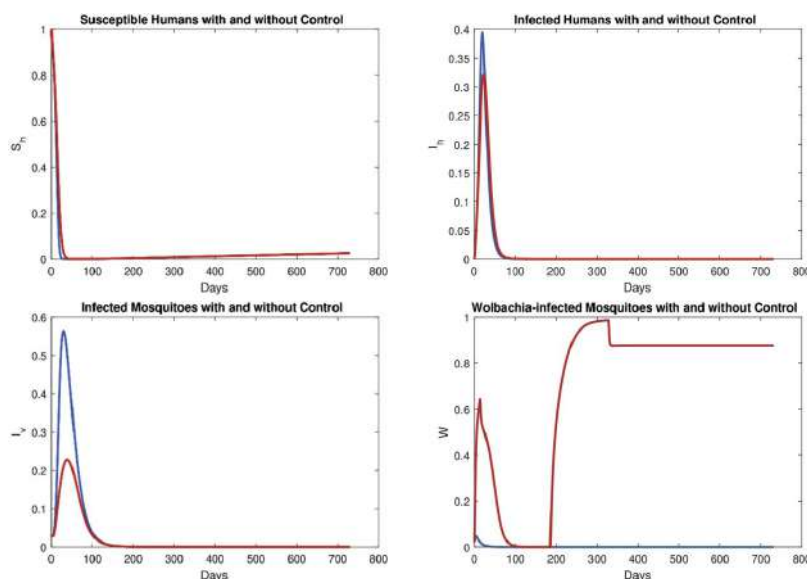 Susceptible Humans with and without Control
1
0.8
0.6
0.4
0.2
0
S_h
0 100 200 300 400 500 600 700 800
Days
Infected Humans with and without Control
0.4
0.35
0.3
0.25
0.2
0.15
0.1
0.05
0
I_h
0 100 200 300 400 500 600 700 800
Days
Infected Mosquitoes with and without Control
0.6
0.5
0.4
0.3
0.2
0.1
0
I_v
0 100 200 300 400 500 600 700 800
Days
Wolbachia-infected Mosquitoes with and without Control
1
0.8
0.6
0.4
0.2
0
W
0 100 200 300 400 500 600 700 800
Days